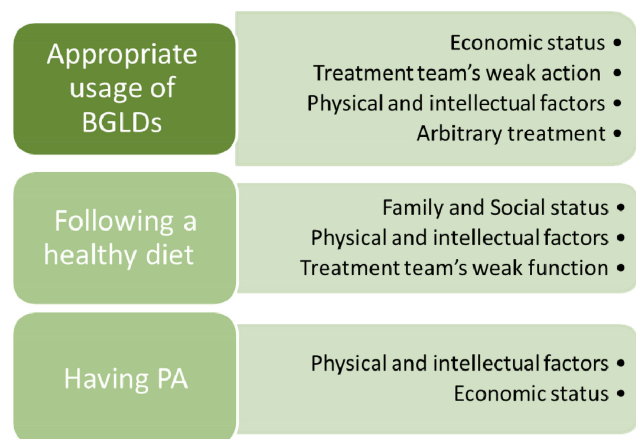 Appropriate
usage of
BGLDs
Economic status •
Treatment team's weak action •
Physical and intellectual factors •
Arbitrary treatment •
Following a
healthy diet
Family and Social status •
Physical and intellectual factors •
Treatment team's weak function •
Having PA
Physical and intellectual factors •
Economic status •